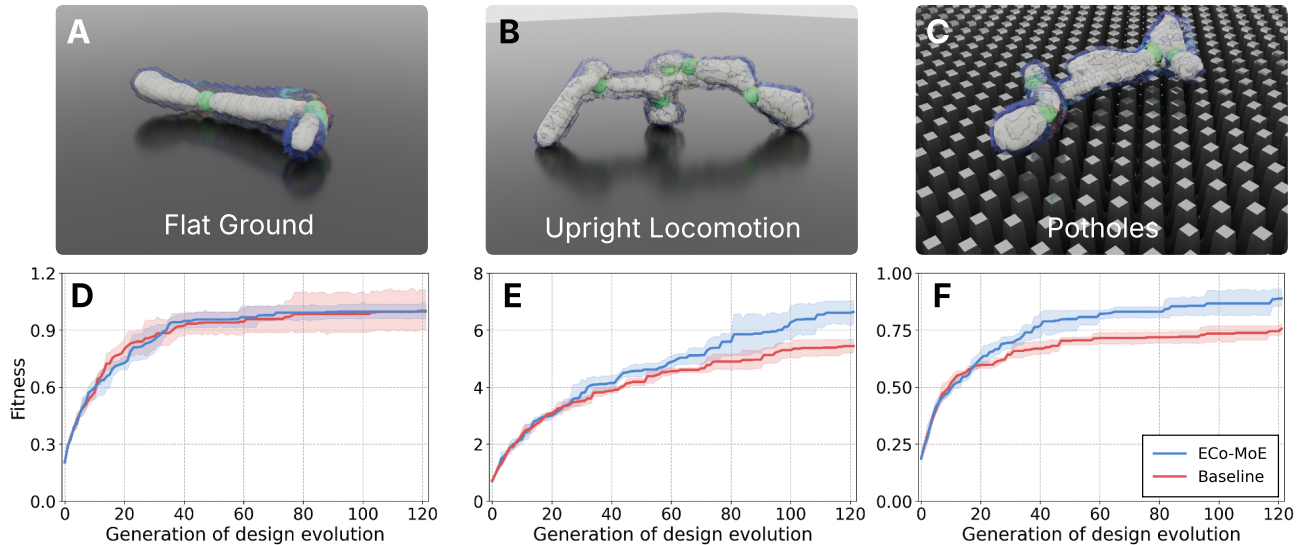 A
B
C
Flat Ground
Upright Locomotion
Potholes
D
E
F
Fitness
1.2
0.9
0.6
0.3
0.0
0 20 40 60 80 100 120
Generation of design evolution
8
6
4
2
0
0 20 40 60 80 100 120
Generation of design evolution
1.00
0.75
0.50
0.25
0.00
0 20 40 60 80 100 120
Generation of design evolution
ECo-MoE
Baseline